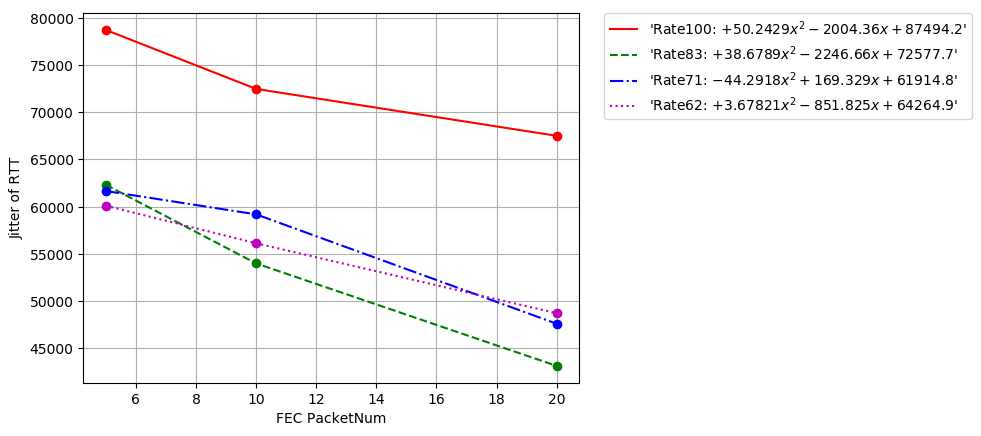 80000
75000
70000
65000
60000
55000
50000
45000
Jitter of RTT
6 8 10 12 14 16 18 20
FEC PacketNum
'Rate100: +50.2429x² − 2004.36x + 87494.2'
'Rate83: +38.6789x² − 2246.66x + 72577.7'
'Rate71: −44.2918x² + 169.329x + 61914.8'
'Rate62: +3.67821x² − 851.825x + 64264.9'